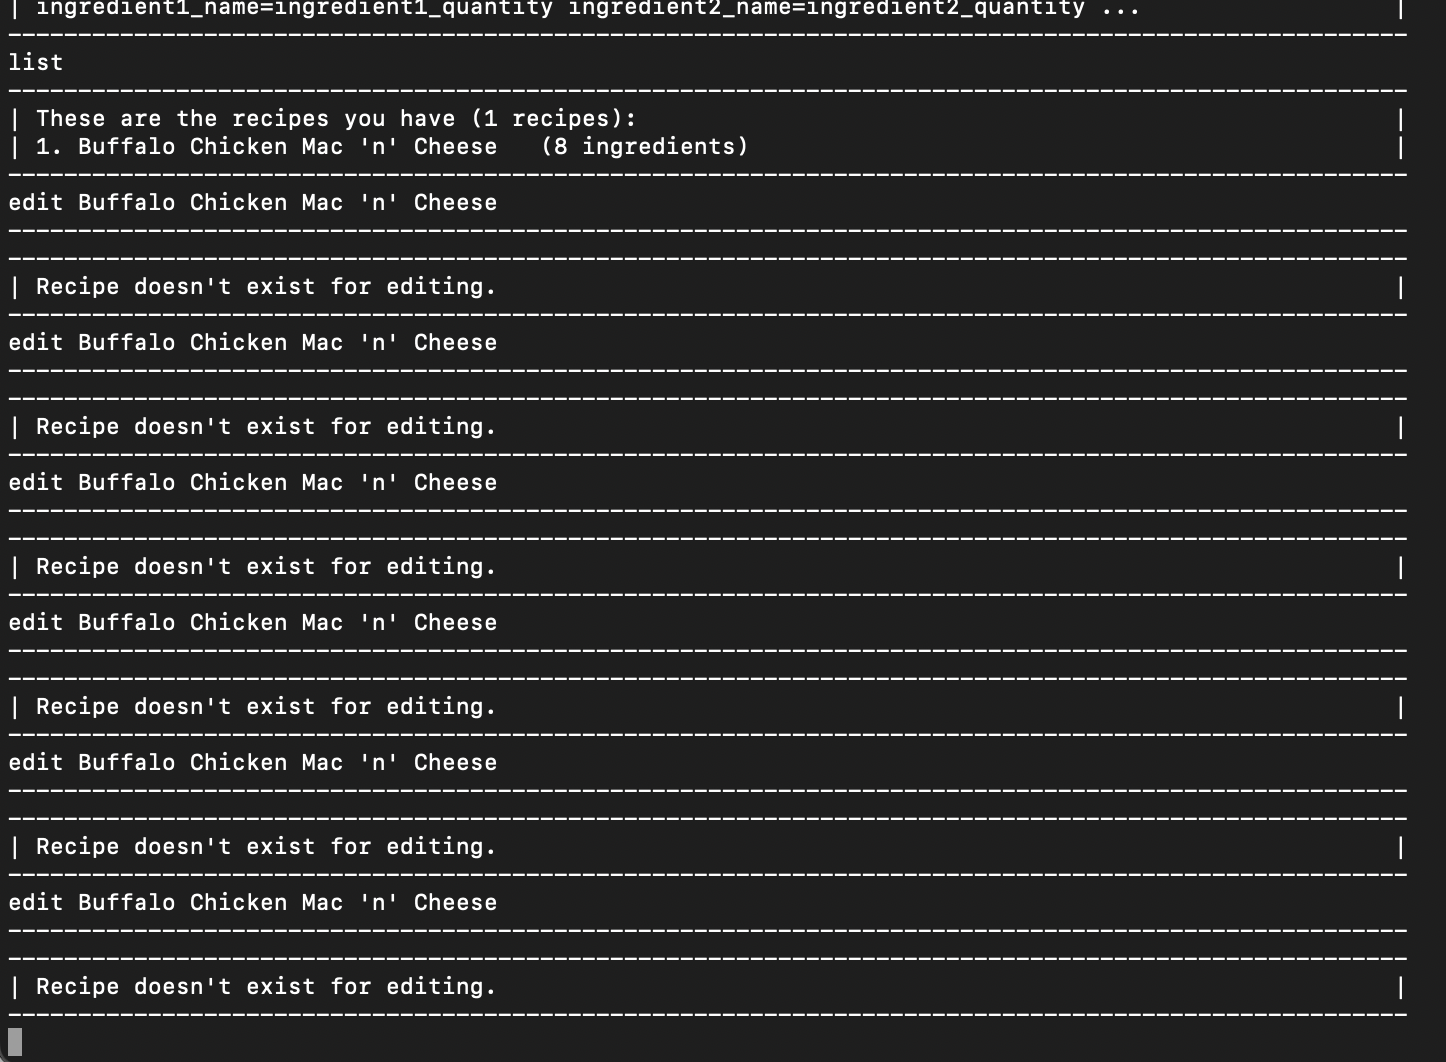 | ingredient1_name=ingredient1_quantity ingredient2_name=ingredient2_quantity ... |
----------------------------------------------------------------------------------------------------
list
----------------------------------------------------------------------------------------------------
| These are the recipes you have (1 recipes): |
| 1. Buffalo Chicken Mac 'n' Cheese (8 ingredients) |
----------------------------------------------------------------------------------------------------
edit Buffalo Chicken Mac 'n' Cheese
----------------------------------------------------------------------------------------------------
----------------------------------------------------------------------------------------------------
| Recipe doesn't exist for editing. |
----------------------------------------------------------------------------------------------------
edit Buffalo Chicken Mac 'n' Cheese
----------------------------------------------------------------------------------------------------
----------------------------------------------------------------------------------------------------
| Recipe doesn't exist for editing. |
----------------------------------------------------------------------------------------------------
edit Buffalo Chicken Mac 'n' Cheese
----------------------------------------------------------------------------------------------------
----------------------------------------------------------------------------------------------------
| Recipe doesn't exist for editing. |
----------------------------------------------------------------------------------------------------
edit Buffalo Chicken Mac 'n' Cheese
----------------------------------------------------------------------------------------------------
----------------------------------------------------------------------------------------------------
| Recipe doesn't exist for editing. |
----------------------------------------------------------------------------------------------------
edit Buffalo Chicken Mac 'n' Cheese
----------------------------------------------------------------------------------------------------
----------------------------------------------------------------------------------------------------
| Recipe doesn't exist for editing. |
----------------------------------------------------------------------------------------------------
edit Buffalo Chicken Mac 'n' Cheese
----------------------------------------------------------------------------------------------------
----------------------------------------------------------------------------------------------------
| Recipe doesn't exist for editing. |
----------------------------------------------------------------------------------------------------